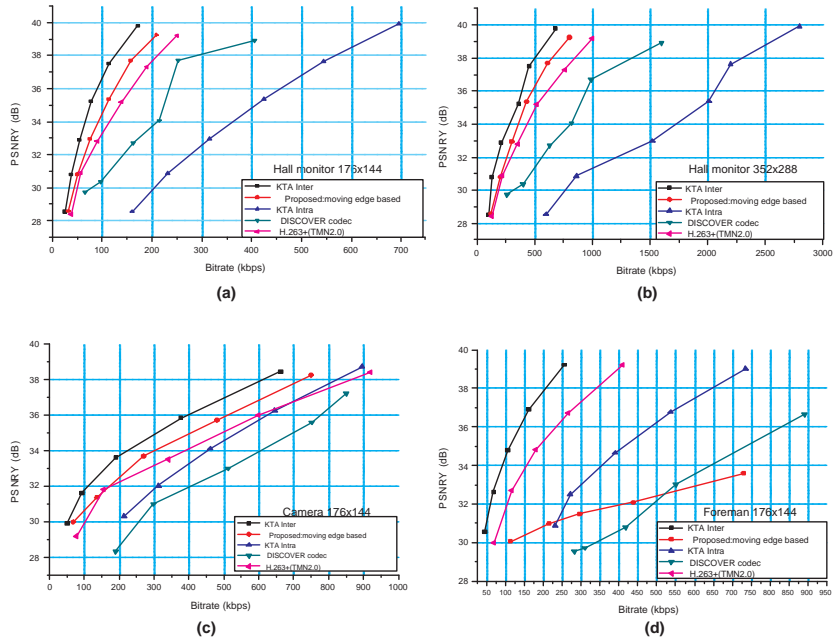 40
38
36
34
32
30
28
PSNRY (dB)
Hall monitor 176x144
KTA Inter
Proposed:moving edge based
KTA Intra
DISCOVER codec
H.263+(TMN2.0)
0 100 200 300 400 500 600 700
Bitrate (kbps)
(a)
40
38
36
34
32
30
28
PSNRY (dB)
Hall monitor 352x288
KTA Inter
Proposed:moving edge based
KTA Intra
DISCOVER codec
H.263+(TMN2.0)
0 500 1000 1500 2000 2500 3000
Bitrate (kbps)
(b)
40
38
36
34
32
30
28
PSNRY (dB)
Camera 176x144
KTA Inter
Proposed:moving edge based
KTA Intra
DISCOVER codec
H.263+(TMN2.0)
0 100 200 300 400 500 600 700 800 900 1000
Bitrate (kbps)
(c)
40
38
36
34
32
30
28
PSNRY (dB)
Foreman 176x144
KTA Inter
Proposed:moving edge based
KTA Intra
DISCOVER codec
H.263+(TMN2.0)
50 100 150 200 250 300 350 400 450 500 550 600 650 700 750 800 850 900 950
Bitrate (kbps)
(d)